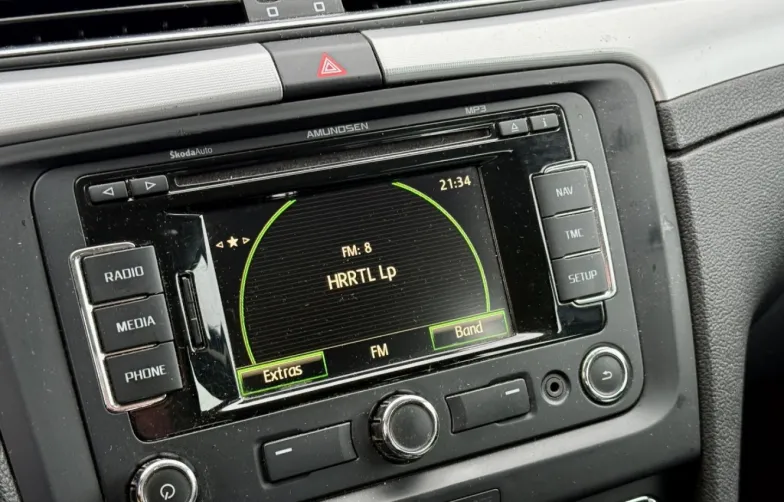 MP3
AMUNDSEN
ŠkodaAuto
i
21:34
NAV
FM: 8
TMC
RADIO
HRRTL Lp
SETUP
MEDIA
Band
FM
PHONE
Extras